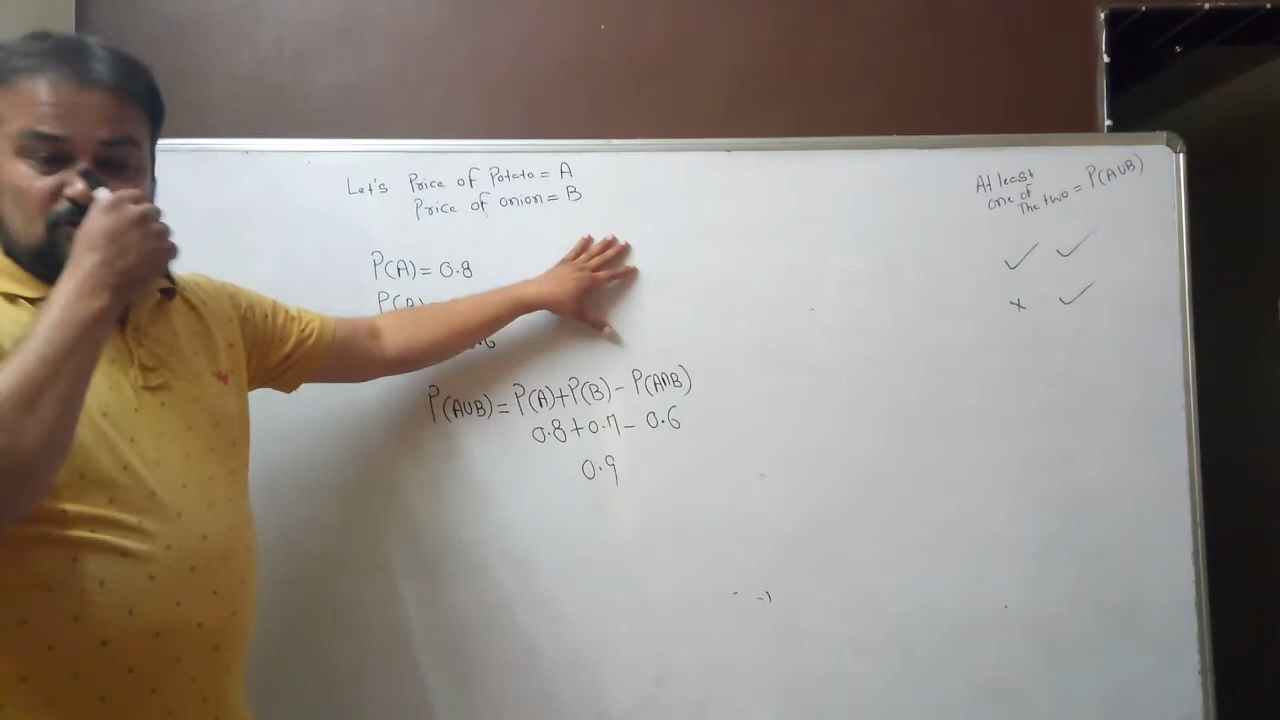 Let's Price of Potato = A
Price of onion = B
P(A) = 0.8
P(A∪B) = P(A)+P(B) - P(A∩B)
0.8+0.7 - 0.6
0.9
At least
one of
The two = P(A∪B)
✓ ✓
× ✓